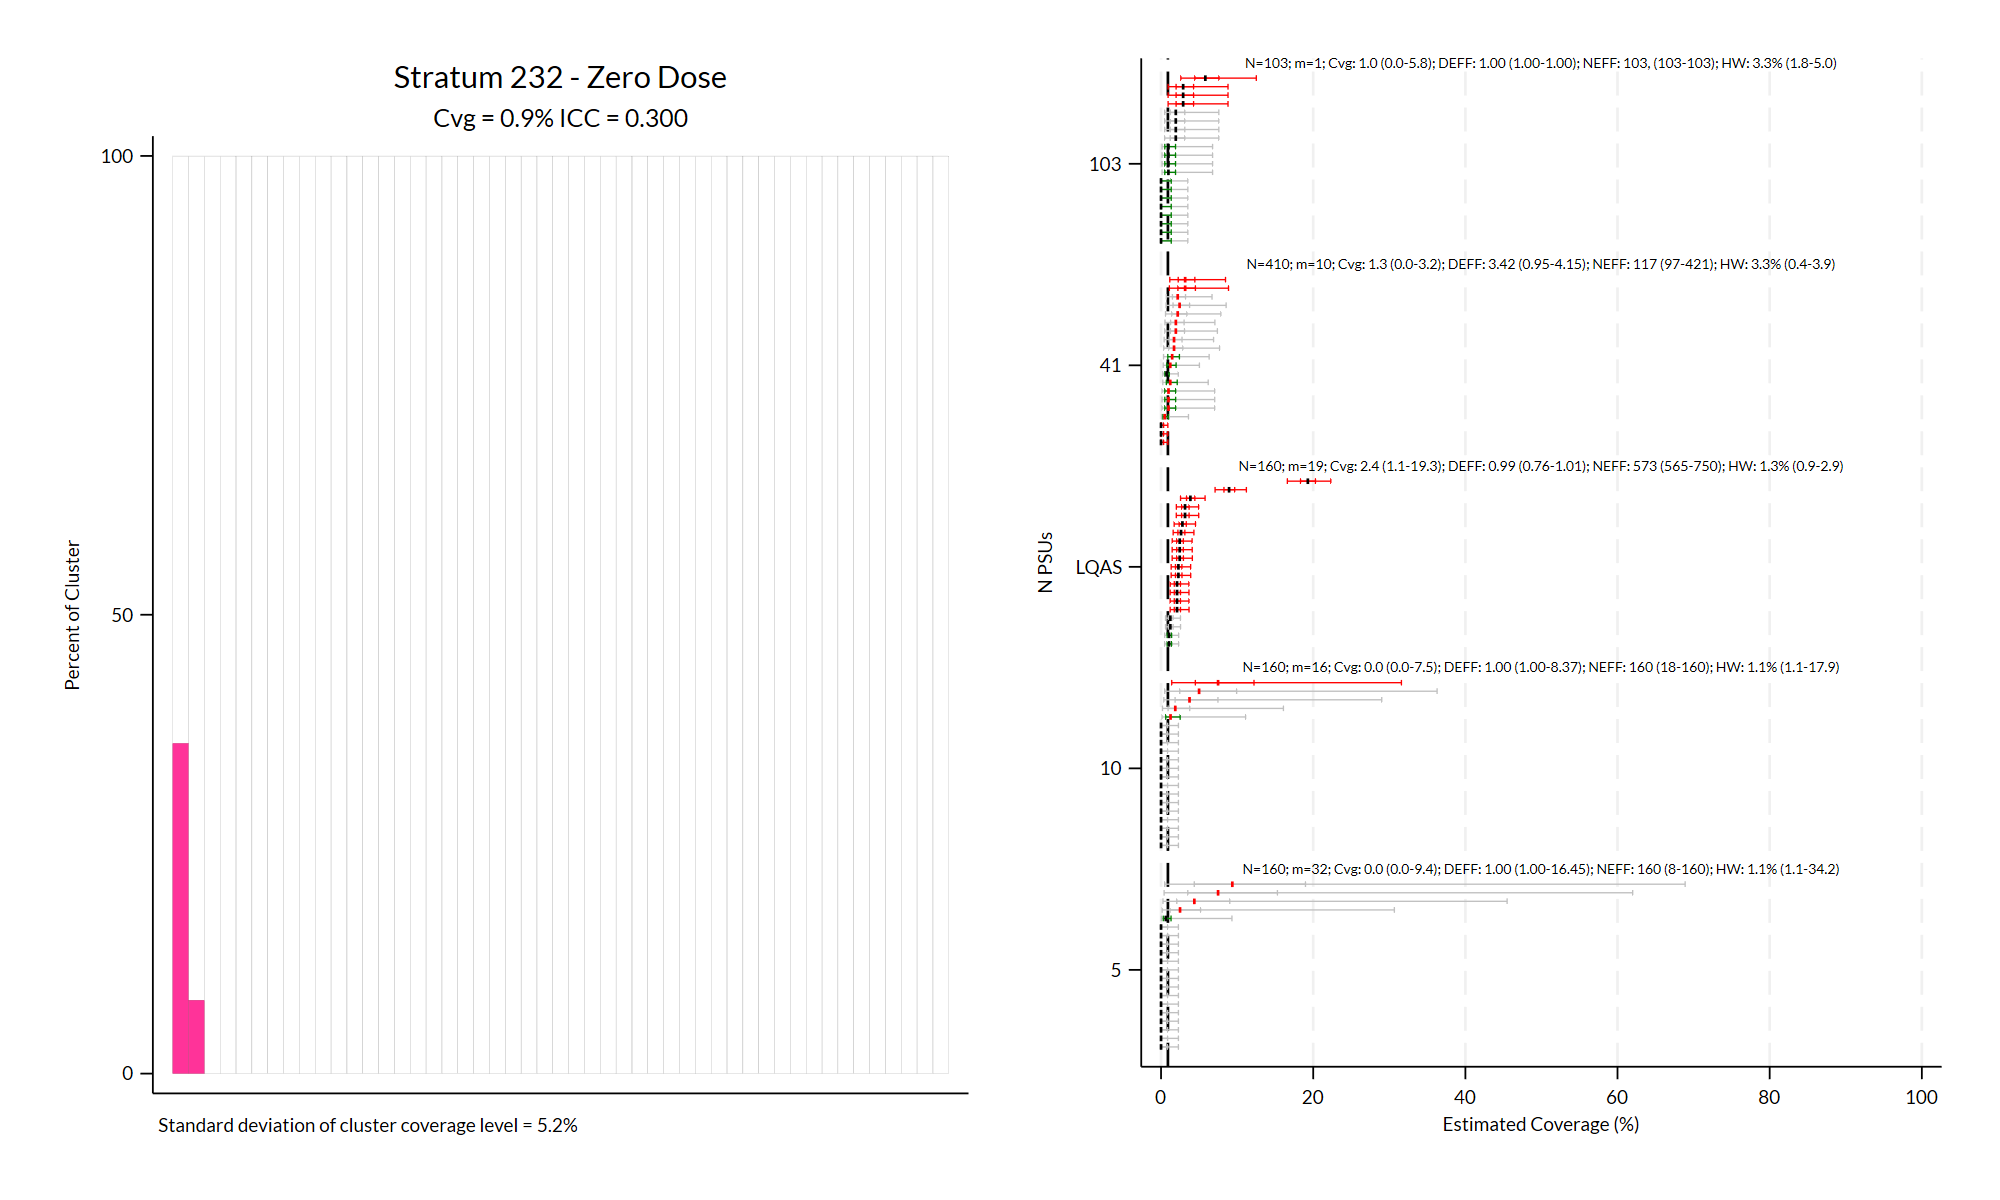 Stratum 232 - Zero Dose
Cvg = 0.9% ICC = 0.300
Percent of Cluster
100
50
0
Standard deviation of cluster coverage level = 5.2%
N PSUs
N=103; m=1; Cvg: 1.0 (0.0-5.8); DEFF: 1.00 (1.00-1.00); NEFF: 103, (103-103); HW: 3.3% (1.8-5.0)
103
N=410; m=10; Cvg: 1.3 (0.0-3.2); DEFF: 3.42 (0.95-4.15); NEFF: 117 (97-421); HW: 3.3% (0.4-3.9)
41
N=160; m=19; Cvg: 2.4 (1.1-19.3); DEFF: 0.99 (0.76-1.01); NEFF: 573 (565-750); HW: 1.3% (0.9-2.9)
LQAS
N=160; m=16; Cvg: 0.0 (0.0-7.5); DEFF: 1.00 (1.00-8.37); NEFF: 160 (18-160); HW: 1.1% (1.1-17.9)
10
N=160; m=32; Cvg: 0.0 (0.0-9.4); DEFF: 1.00 (1.00-16.45); NEFF: 160 (8-160); HW: 1.1% (1.1-34.2)
5
0 20 40 60 80 100
Estimated Coverage (%)